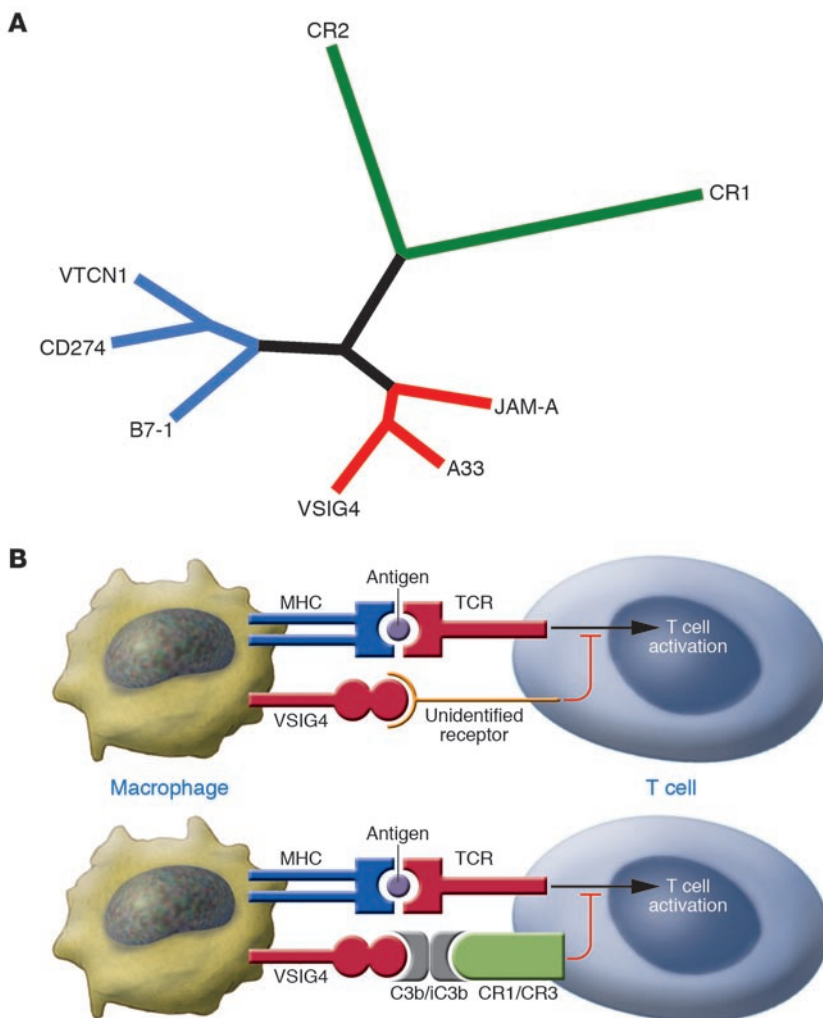 A
CR2
CR1
VTCN1
CD274
B7-1
JAM-A
A33
VSIG4
B
Antigen
MHC
TCR
T cell
activation
VSIG4
Unidentified
receptor
Macrophage
T cell
Antigen
MHC
TCR
T cell
activation
VSIG4
C3b/iC3b
CR1/CR3